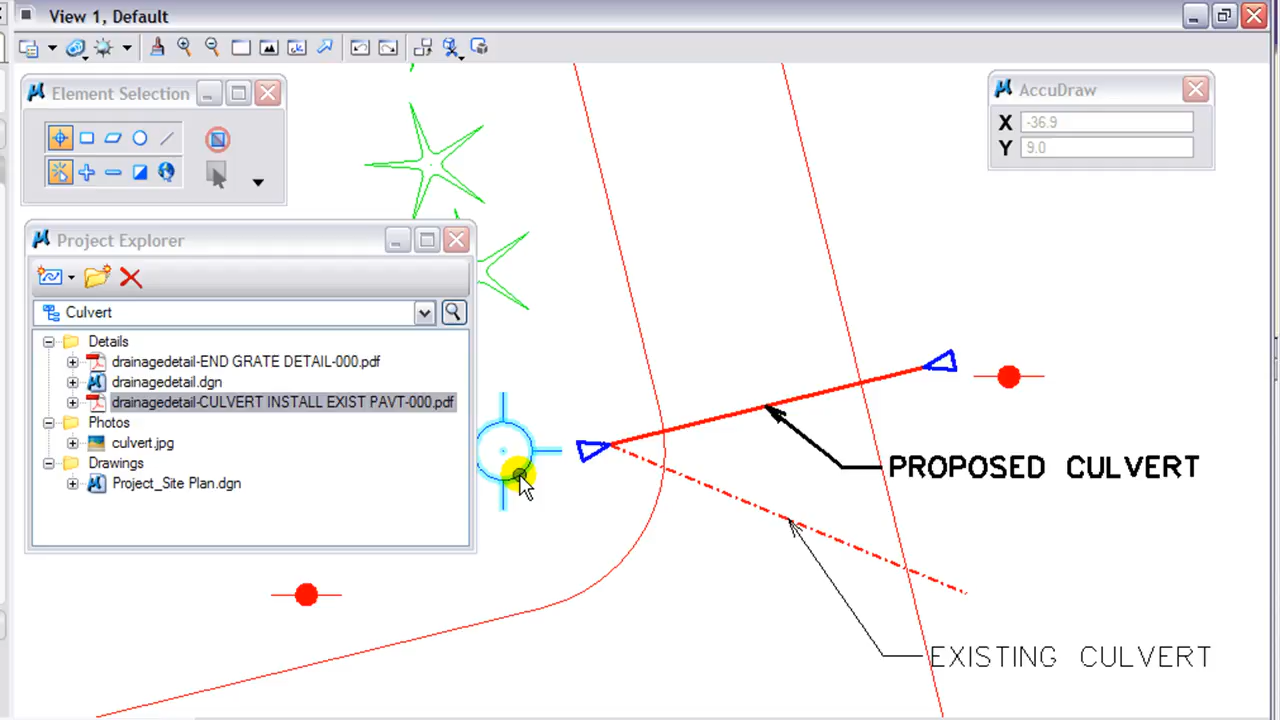 View 1, Default
Element Selection
AccuDraw
X -36.9
Y 9.0
Project Explorer
Culvert
Details
drainagedetail-END GRATE DETAIL-000.pdf
drainagedetail.dgn
drainagedetail-CULVERT INSTALL EXIST PAVT-000.pdf
Photos
culvert.jpg
Drawings
Project_Site Plan.dgn
PROPOSED CULVERT
EXISTING CULVERT